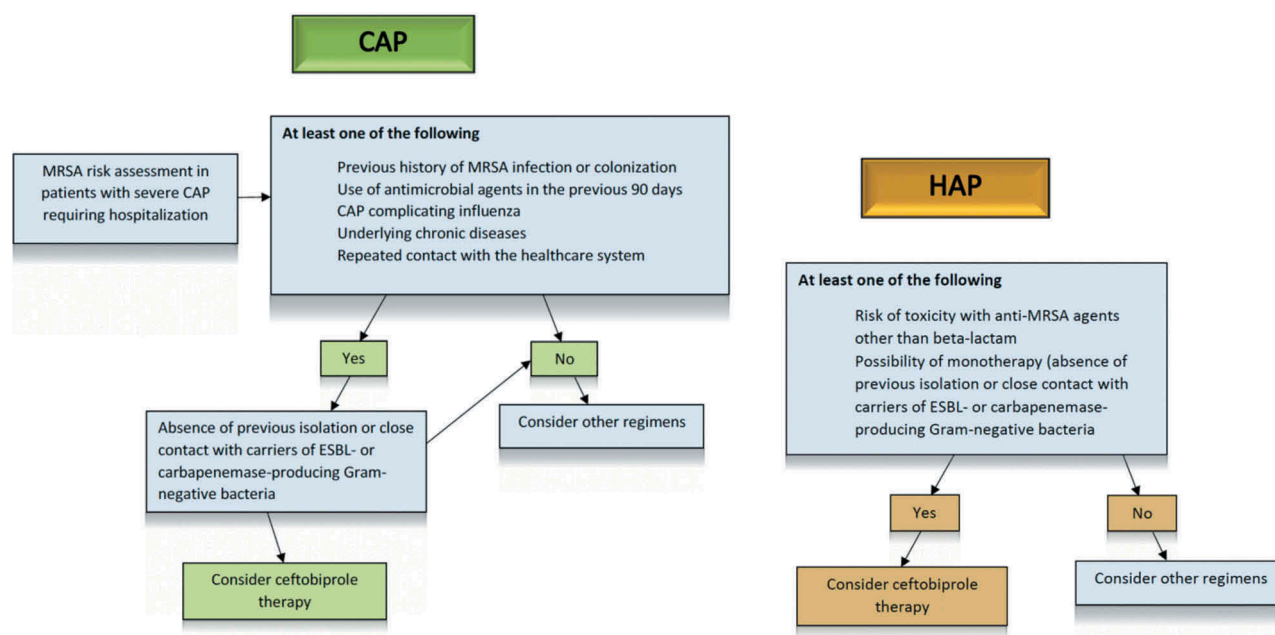 CAP
MRSA risk assessment in
patients with severe CAP
requiring hospitalization
At least one of the following
Previous history of MRSA infection or colonization
Use of antimicrobial agents in the previous 90 days
CAP complicating influenza
Underlying chronic diseases
Repeated contact with the healthcare system
Yes
No
Absence of previous isolation or close
contact with carriers of ESBL- or
carbapenemase-producing Gram-
negative bacteria
Consider other regimens
Consider ceftobiprole
therapy
HAP
At least one of the following
Risk of toxicity with anti-MRSA agents
other than beta-lactam
Possibility of monotherapy (absence of
previous isolation or close contact with
carriers of ESBL- or carbapenemase-
producing Gram-negative bacteria
Yes
No
Consider ceftobiprole
therapy
Consider other regimens